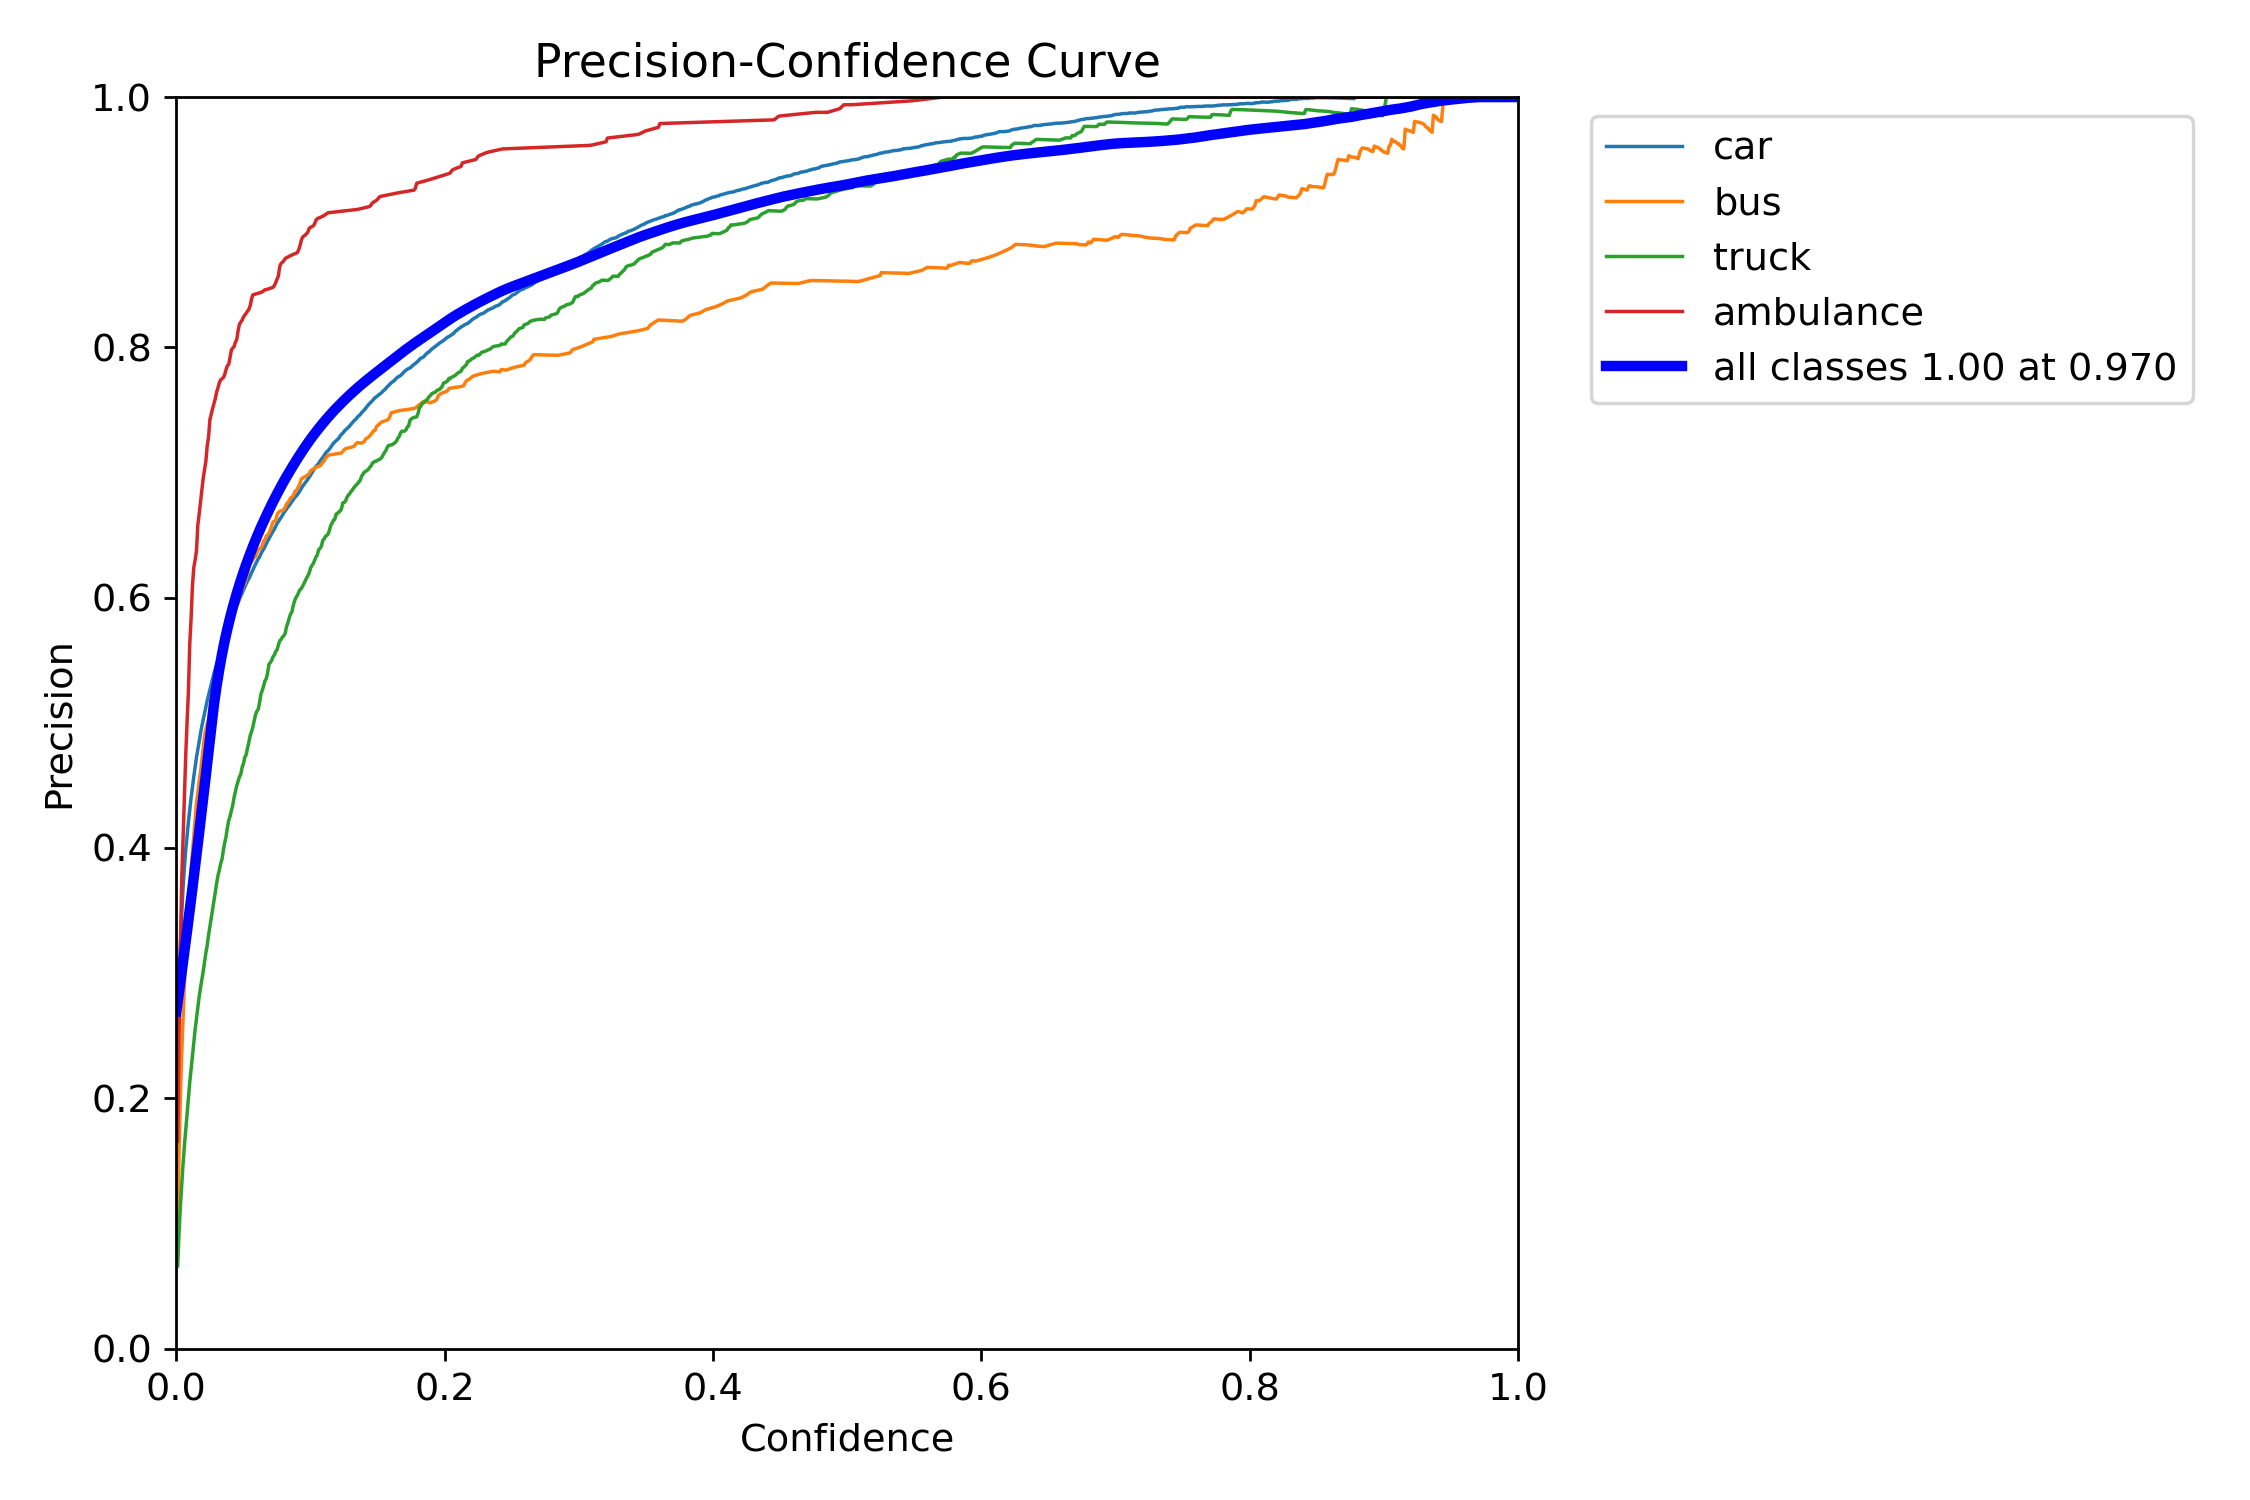 Precision-Confidence Curve
1.0
0.8
0.6
0.4
0.2
0.0
Precision
0.0 0.2 0.4 0.6 0.8 1.0
Confidence
car
bus
truck
ambulance
all classes 1.00 at 0.970